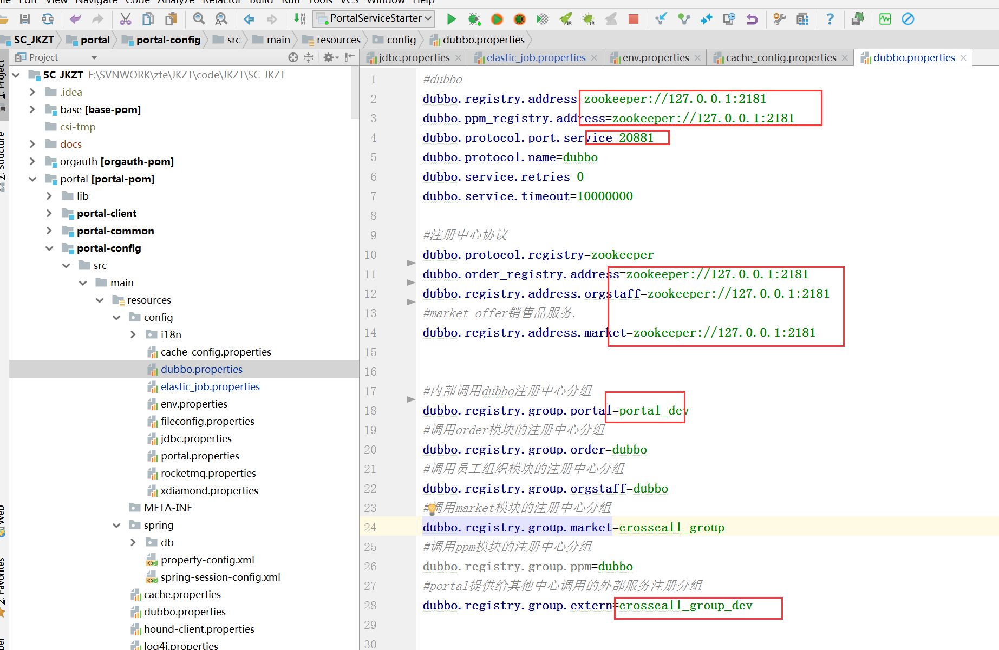 File Edit View Navigate Code Analyze Refactor Build Run Tools VCS Window Help
PortalServiceStarter
SC_JKZT portal portal-config src main resources config dubbo.properties
Project
jdbc.properties elastic_job.properties env.properties cache_config.properties dubbo.properties
1: Project
7: Structure
Web
2: Favorites
SC_JKZT F:\SVNWORK\zte\JKZT\code\JKZT\SC_JKZT
.idea
base [base-pom]
csi-tmp
docs
orgauth [orgauth-pom]
portal [portal-pom]
lib
portal-client
portal-common
portal-config
src
main
resources
config
i18n
cache_config.properties
dubbo.properties
elastic_job.properties
env.properties
fileconfig.properties
jdbc.properties
portal.properties
rocketmq.properties
xdiamond.properties
META-INF
spring
db
property-config.xml
spring-session-config.xml
cache.properties
dubbo.properties
hound-client.properties
log4j.properties
1 #dubbo
2 dubbo.registry.address=zookeeper://127.0.0.1:2181
3 dubbo.ppm_registry.address=zookeeper://127.0.0.1:2181
4 dubbo.protocol.port.service=20881
5 dubbo.protocol.name=dubbo
6 dubbo.service.retries=0
7 dubbo.service.timeout=10000000
8
9 #注册中心协议
10 dubbo.protocol.registry=zookeeper
11 dubbo.order_registry.address=zookeeper://127.0.0.1:2181
12 dubbo.registry.address.orgstaff=zookeeper://127.0.0.1:2181
13 #market offer销售品服务.
14 dubbo.registry.address.market=zookeeper://127.0.0.1:2181
15
16
17 #内部调用dubbo注册中心分组
18 dubbo.registry.group.portal=portal_dev
19 #调用order模块的注册中心分组
20 dubbo.registry.group.order=dubbo
21 #调用员工组织模块的注册中心分组
22 dubbo.registry.group.orgstaff=dubbo
23 #调用market模块的注册中心分组
24 dubbo.registry.group.market=crosscall_group
25 #调用ppm模块的注册中心分组
26 dubbo.registry.group.ppm=dubbo
27 #portal提供给其他中心调用的外部服务注册分组
28 dubbo.registry.group.extern=crosscall_group_dev
29
30